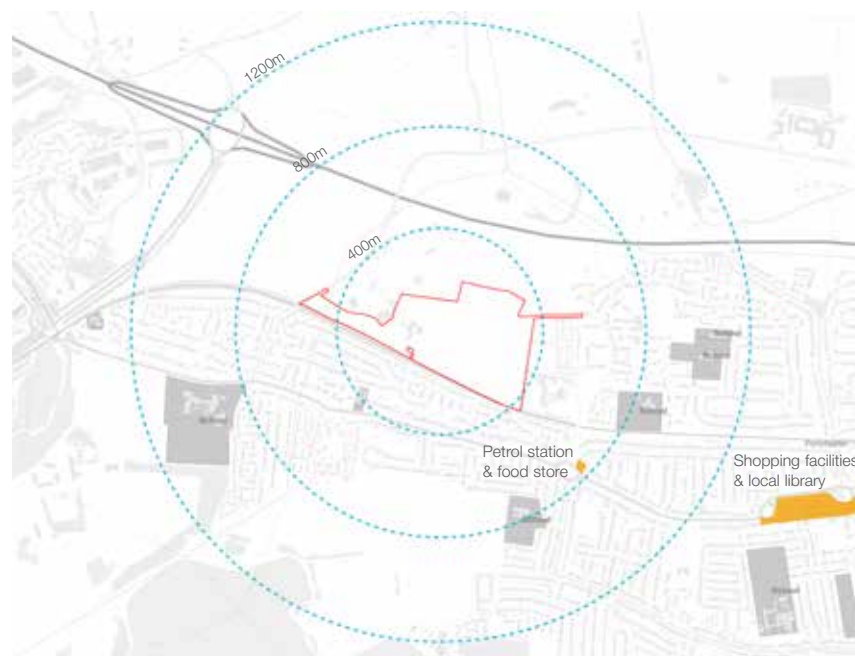 1200m
800m
400m
Petrol station
& food store
Shopping facilities
& local library